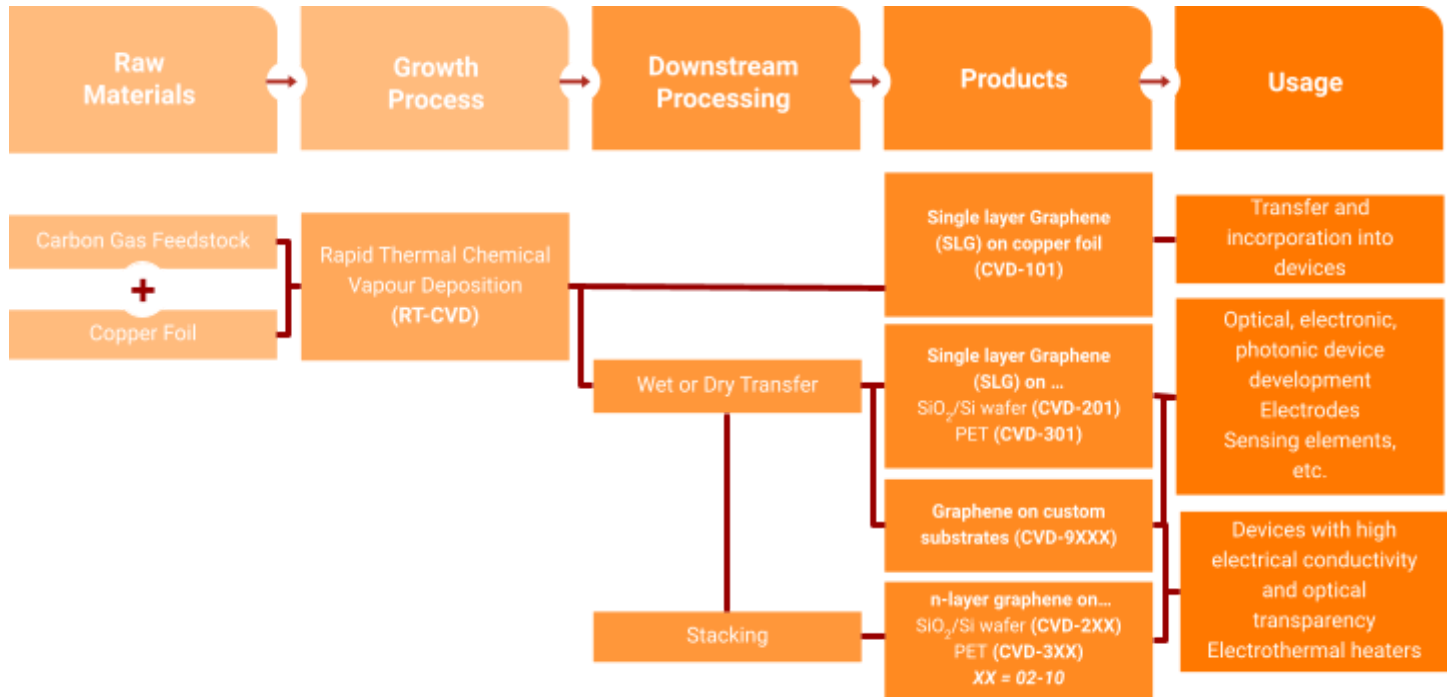 Raw
Materials
Growth
Process
Downstream
Processing
Products
Usage
Carbon Gas Feedstock
+
Copper Foil
Rapid Thermal Chemical
Vapour Deposition
(RT-CVD)
Wet or Dry Transfer
Stacking
Single layer Graphene
(SLG) on copper foil
(CVD-101)
Single layer Graphene
(SLG) on ...
SiO₂/Si wafer (CVD-201)
PET (CVD-301)
Graphene on custom
substrates (CVD-9XXX)
n-layer graphene on...
SiO₂/Si wafer (CVD-2XX)
PET (CVD-3XX)
XX = 02-10
Transfer and
incorporation into
devices
Optical, electronic,
photonic device
development
Electrodes
Sensing elements,
etc.
Devices with high
electrical conductivity
and optical
transparency
Electrothermal heaters